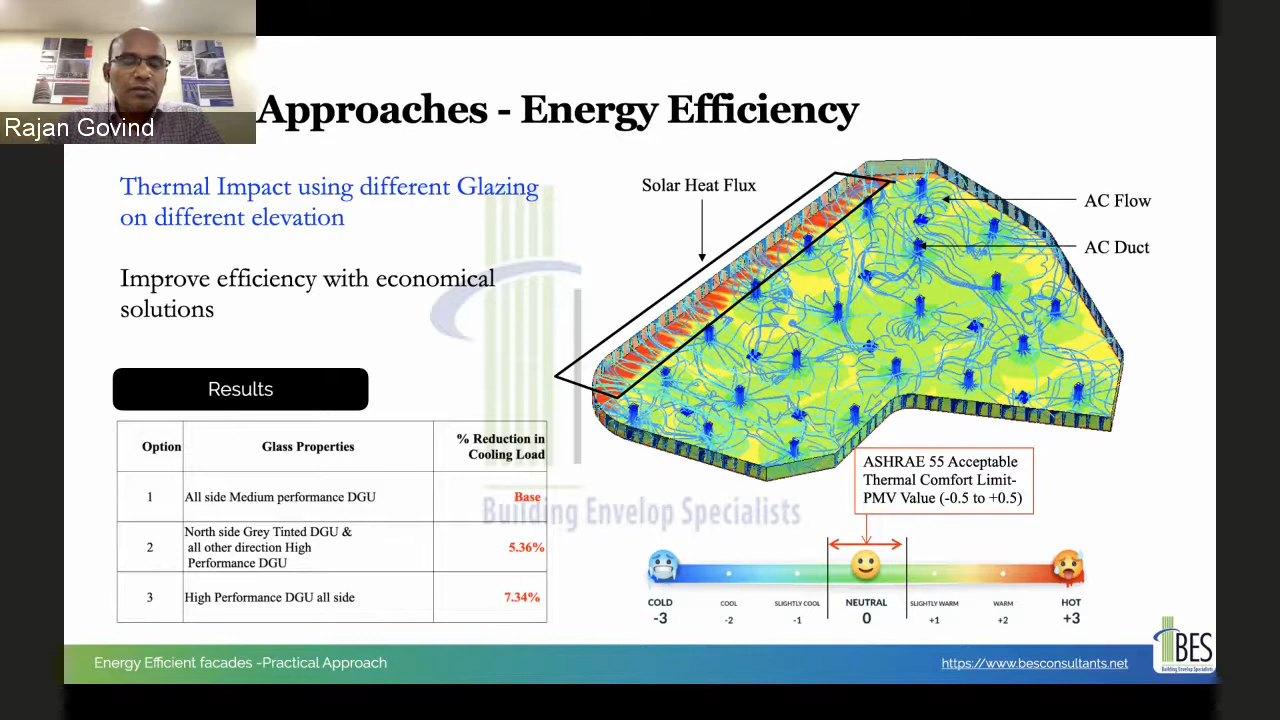 Rajan Govind
Approaches - Energy Efficiency
Thermal Impact using different Glazing
on different elevation
Improve efficiency with economical
solutions
Results
Option Glass Properties % Reduction in
Cooling Load
1 All side Medium performance DGU Base
2 North side Grey Tinted DGU &
all other direction High
Performance DGU 5.36%
3 High Performance DGU all side 7.34%
Solar Heat Flux
AC Flow
AC Duct
Building Envelop Specialists
ASHRAE 55 Acceptable
Thermal Comfort Limit-
PMV Value (-0.5 to +0.5)
COLD COOL SLIGHTLY COOL NEUTRAL SLIGHTLY WARM WARM HOT
-3 -2 -1 0 +1 +2 +3
Energy Efficient facades -Practical Approach
https://www.besconsultants.net
BES
Building Envelop Specialists